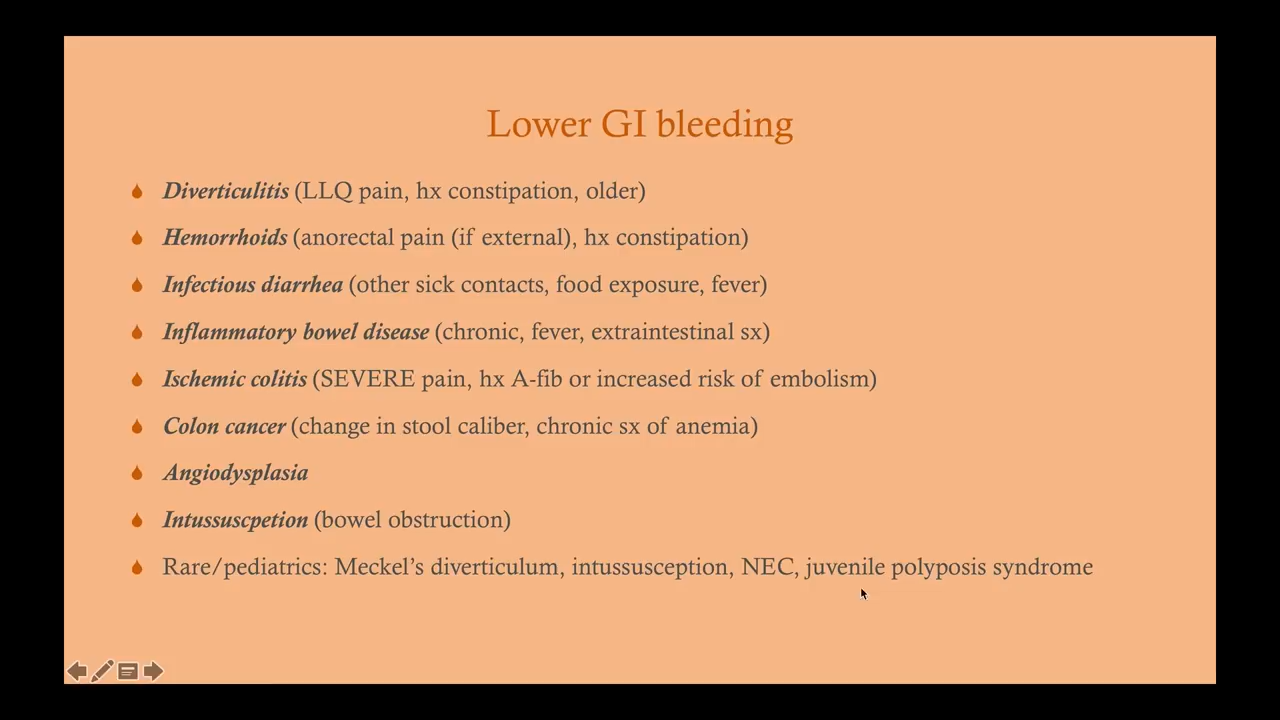 Lower GI bleeding
Diverticulitis (LLQ pain, hx constipation, older)
Hemorrhoids (anorectal pain (if external), hx constipation)
Infectious diarrhea (other sick contacts, food exposure, fever)
Inflammatory bowel disease (chronic, fever, extraintestinal sx)
Ischemic colitis (SEVERE pain, hx A-fib or increased risk of embolism)
Colon cancer (change in stool caliber, chronic sx of anemia)
Angiodysplasia
Intussuscpetion (bowel obstruction)
Rare/pediatrics: Meckel’s diverticulum, intussusception, NEC, juvenile polyposis syndrome